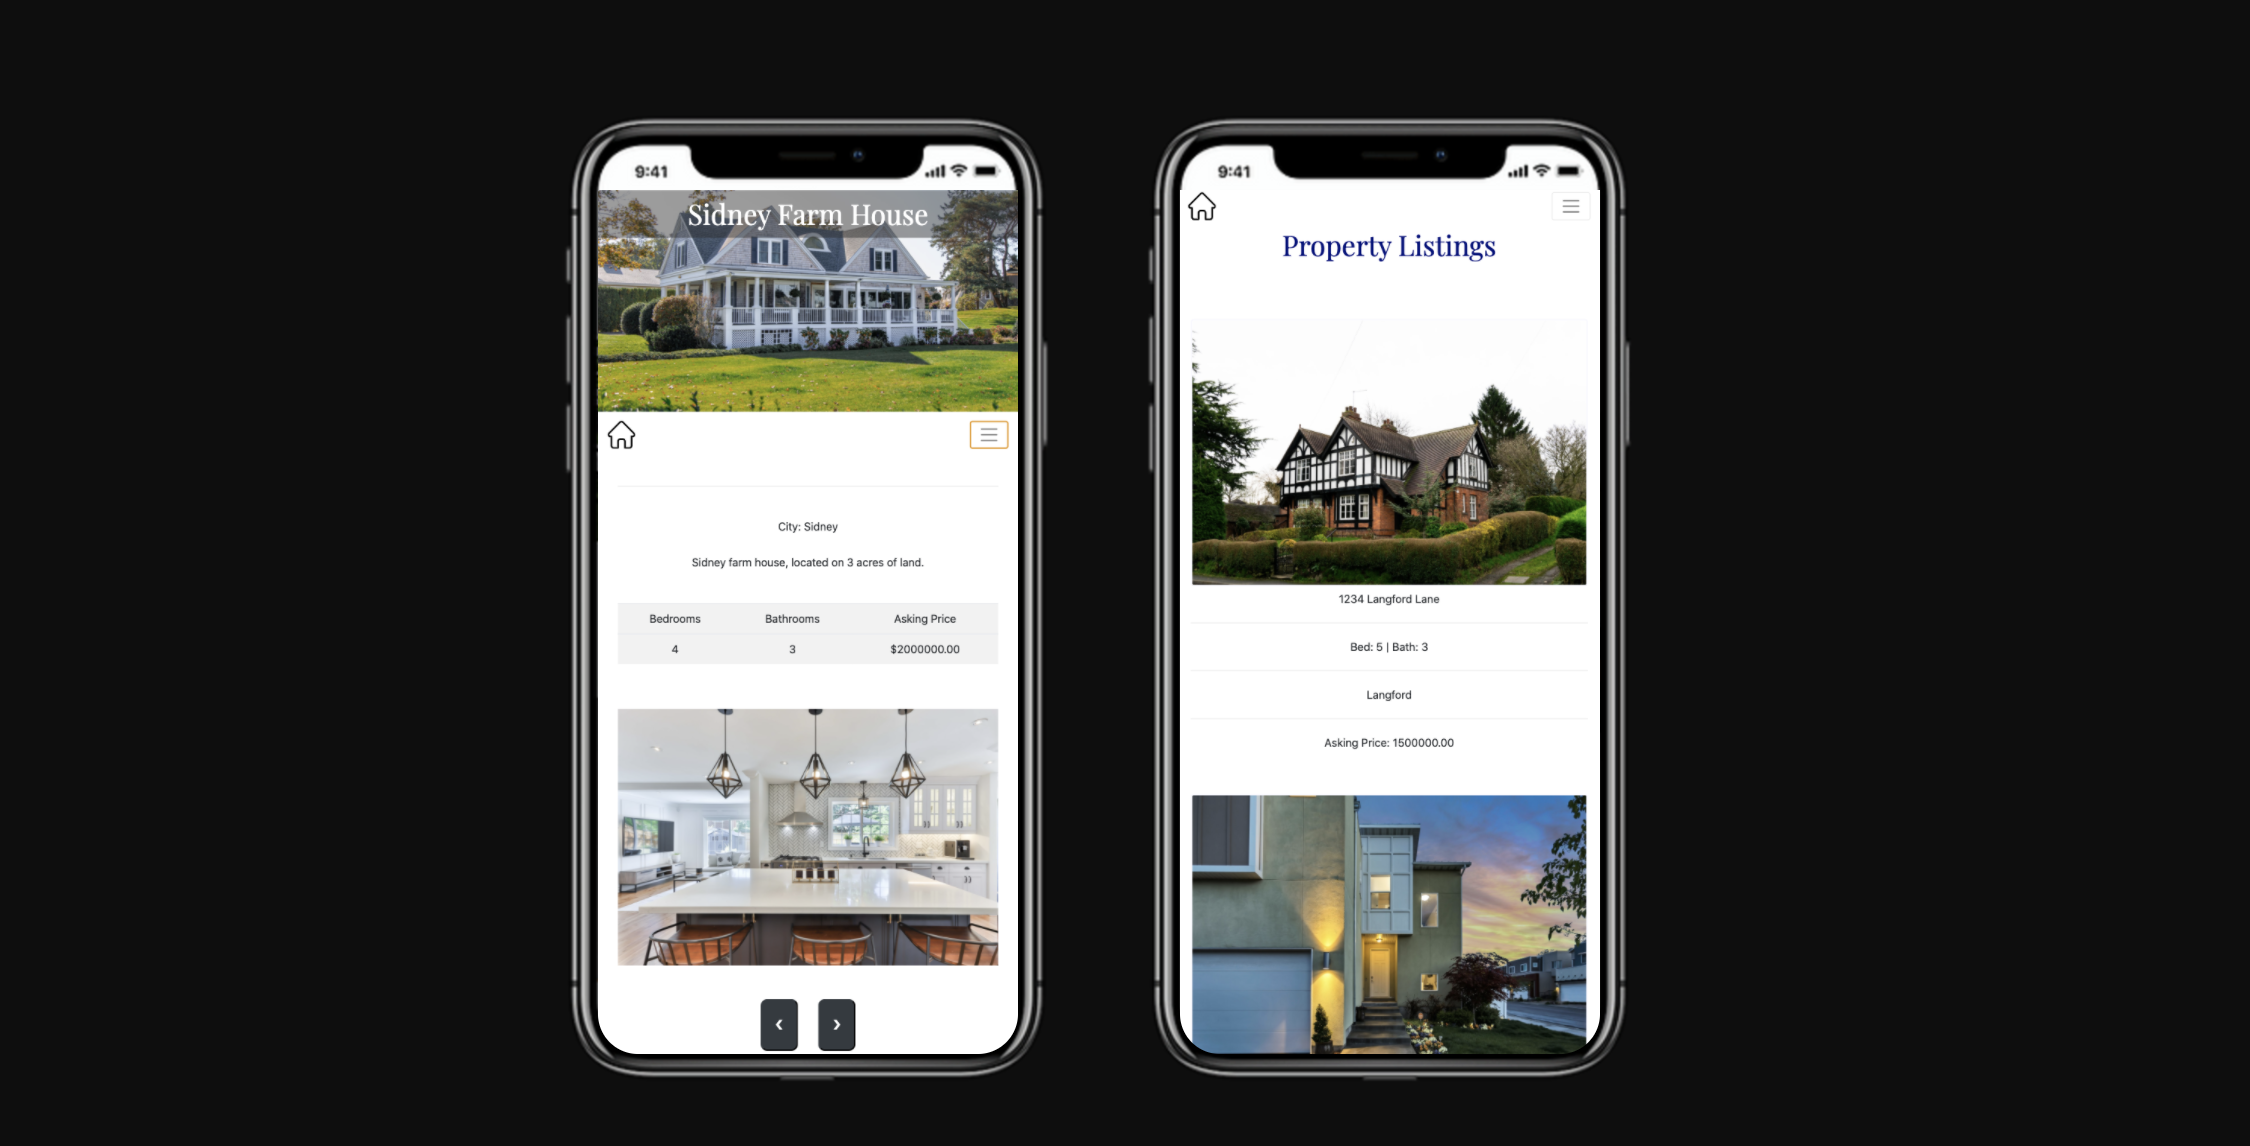 9:41
Sidney Farm House
City: Sidney
Sidney farm house, located on 3 acres of land.
Bedrooms Bathrooms Asking Price
4 3 $2000000.00
‹ ›
9:41
Property Listings
1234 Langford Lane
Bed: 5 | Bath: 3
Langford
Asking Price: 1500000.00